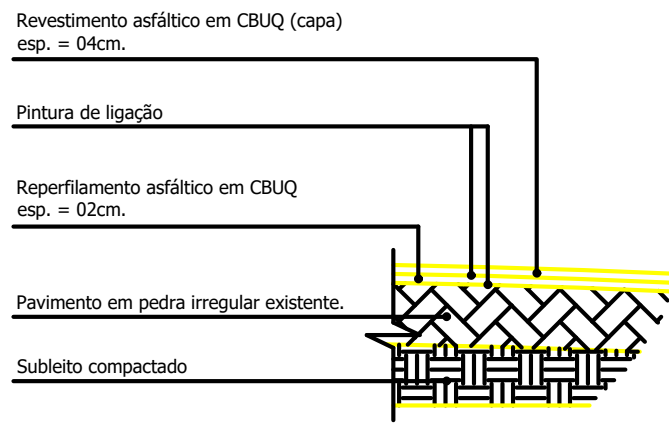 Revestimento asfáltico em CBUQ (capa)
esp. = 04cm.
Pintura de ligação
Reperfilamento asfáltico em CBUQ
esp. = 02cm.
Pavimento em pedra irregular existente.
Subleito compactado